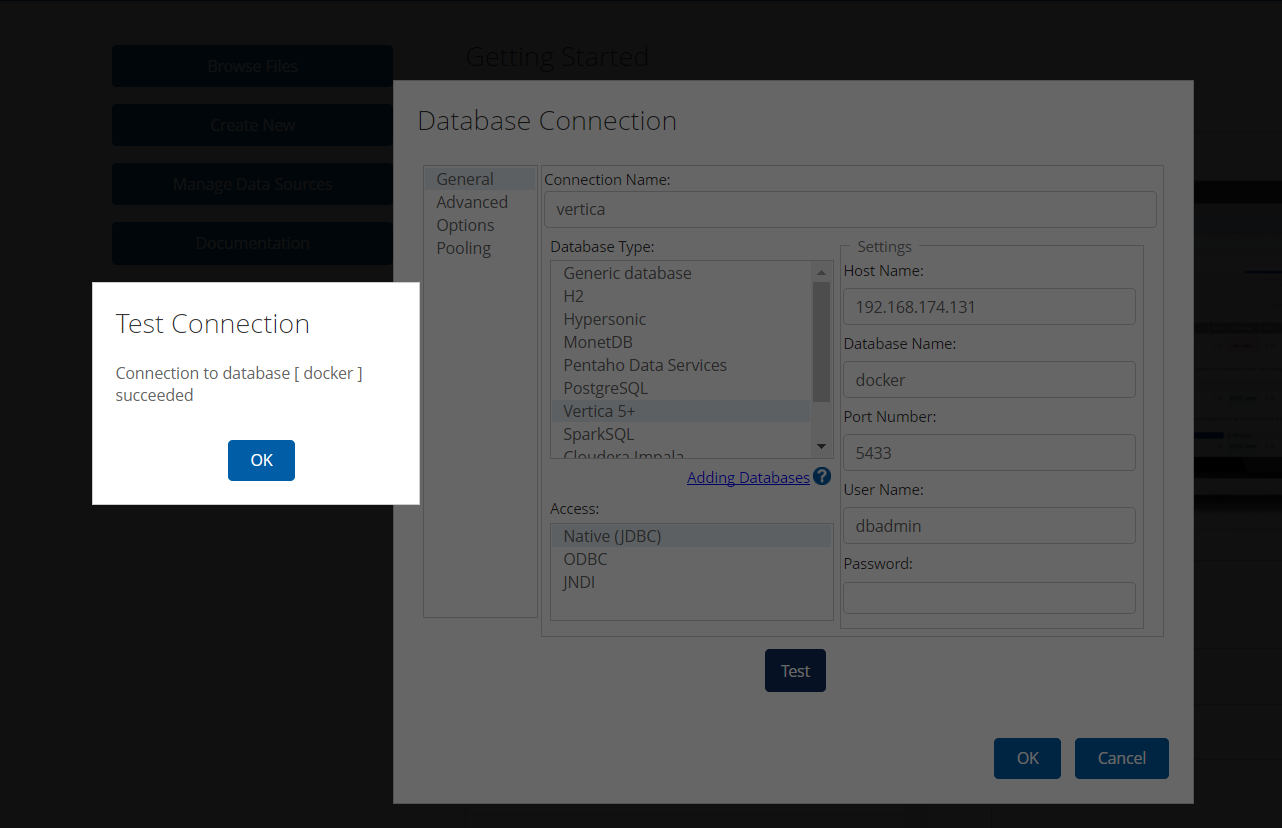 Getting Started
Browse Files
Create New
Manage Data Sources
Documentation
Database Connection
General
Advanced
Options
Pooling
Connection Name:
vertica
Database Type:
Generic database
H2
Hypersonic
MonetDB
Pentaho Data Services
PostgreSQL
Vertica 5+
SparkSQL
Cloudera Impala
Adding Databases ?
Access:
Native (JDBC)
ODBC
JNDI
Settings
Host Name:
192.168.174.131
Database Name:
docker
Port Number:
5433
User Name:
dbadmin
Password:
Test
OK
Cancel
Test Connection
Connection to database [ docker ]
succeeded
OK